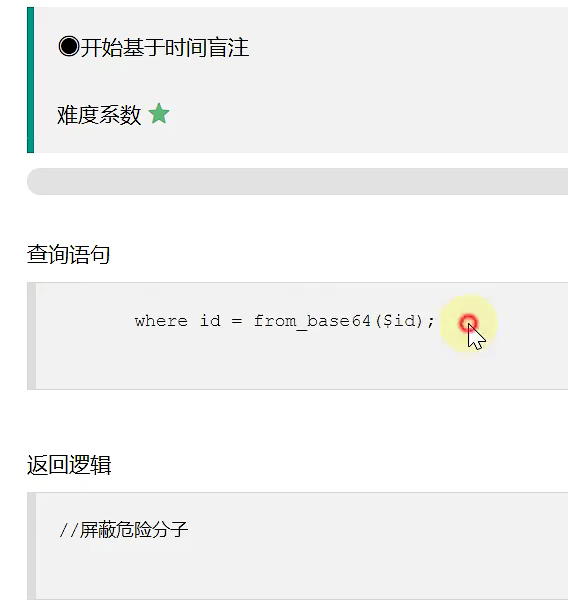 ◉开始基于时间盲注
难度系数
查询语句
where id = from_base64($id);
返回逻辑
//屏蔽危险分子